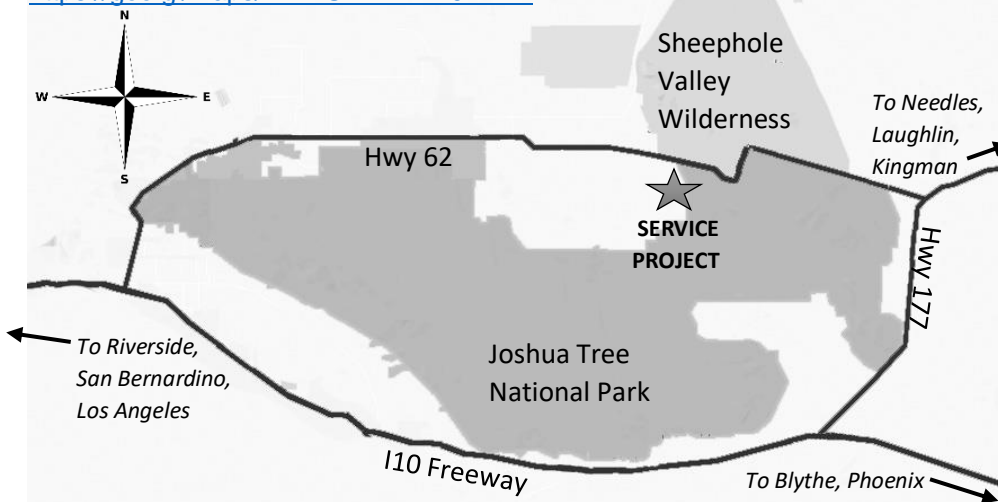 N
W
E
S
Sheephole
Valley
Wilderness
To Needles,
Laughlin,
Kingman
Hwy 62
SERVICE
PROJECT
Hwy 177
To Riverside,
San Bernardino,
Los Angeles
Joshua Tree
National Park
I10 Freeway
To Blythe, Phoenix